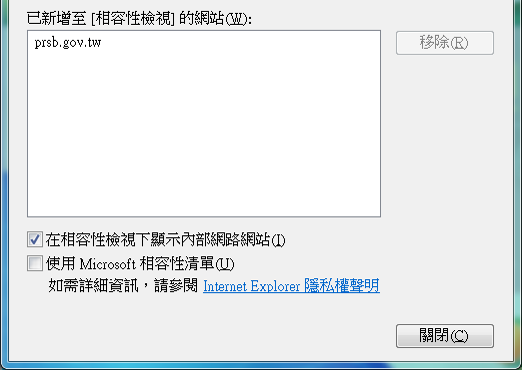 已新增至 [相容性檢視] 的網站(W):
prsb.gov.tw
移除(R)
在相容性檢視下顯示內部網路網站(I)
使用 Microsoft 相容性清單(U)
如需詳細資訊，請參閱 Internet Explorer 隱私權聲明
關閉(C)